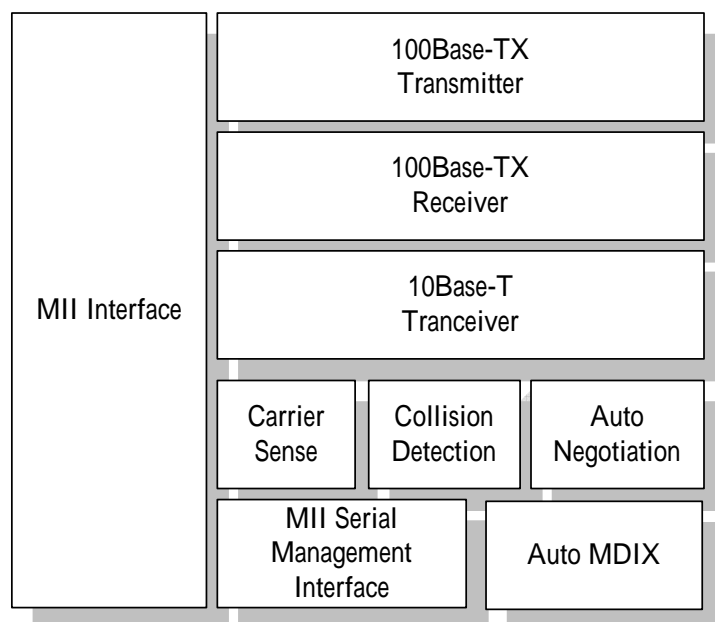 MII Interface
100Base-TX
Transmitter
100Base-TX
Receiver
10Base-T
Tranceiver
Carrier
Sense
Collision
Detection
Auto
Negotiation
MII Serial
Management
Interface
Auto MDIX